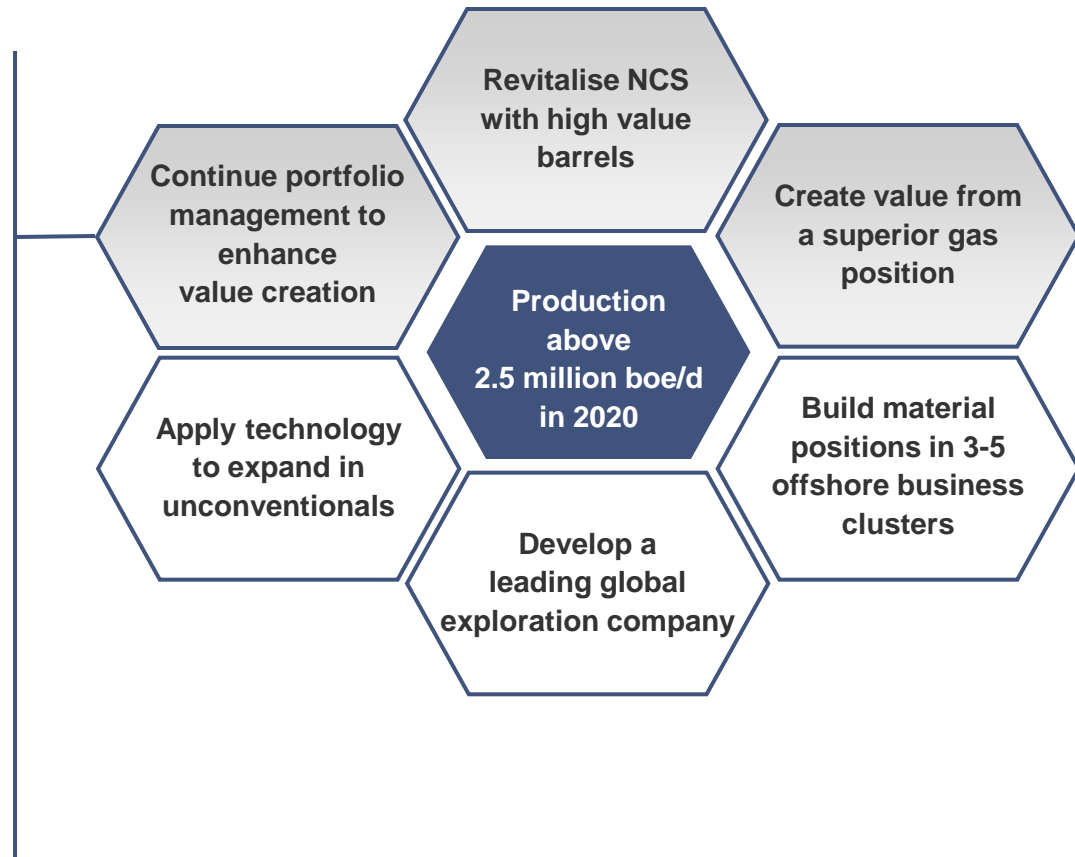 Revitalise NCS
with high value
barrels
Continue portfolio
management to
enhance
value creation
Create value from
a superior gas
position
Production
above
2.5 million boe/d
in 2020
Apply technology
to expand in
unconventionals
Build material
positions in 3-5
offshore business
clusters
Develop a
leading global
exploration company